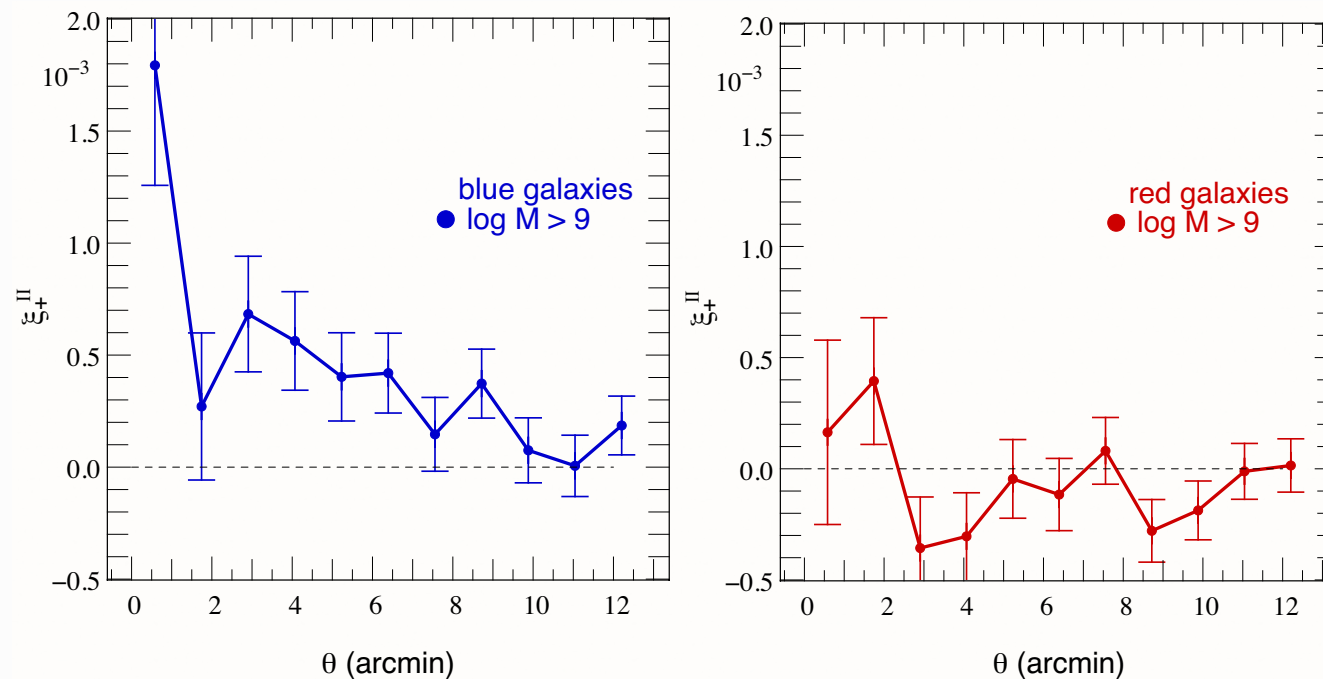 2.0
10⁻³
1.5
1.0
0.5
0.0
−0.5
ξ₊ᴵᴵ
blue galaxies
log M > 9
0 2 4 6 8 10 12
θ (arcmin)
2.0
10⁻³
1.5
1.0
0.5
0.0
−0.5
ξ₊ᴵᴵ
red galaxies
log M > 9
0 2 4 6 8 10 12
θ (arcmin)